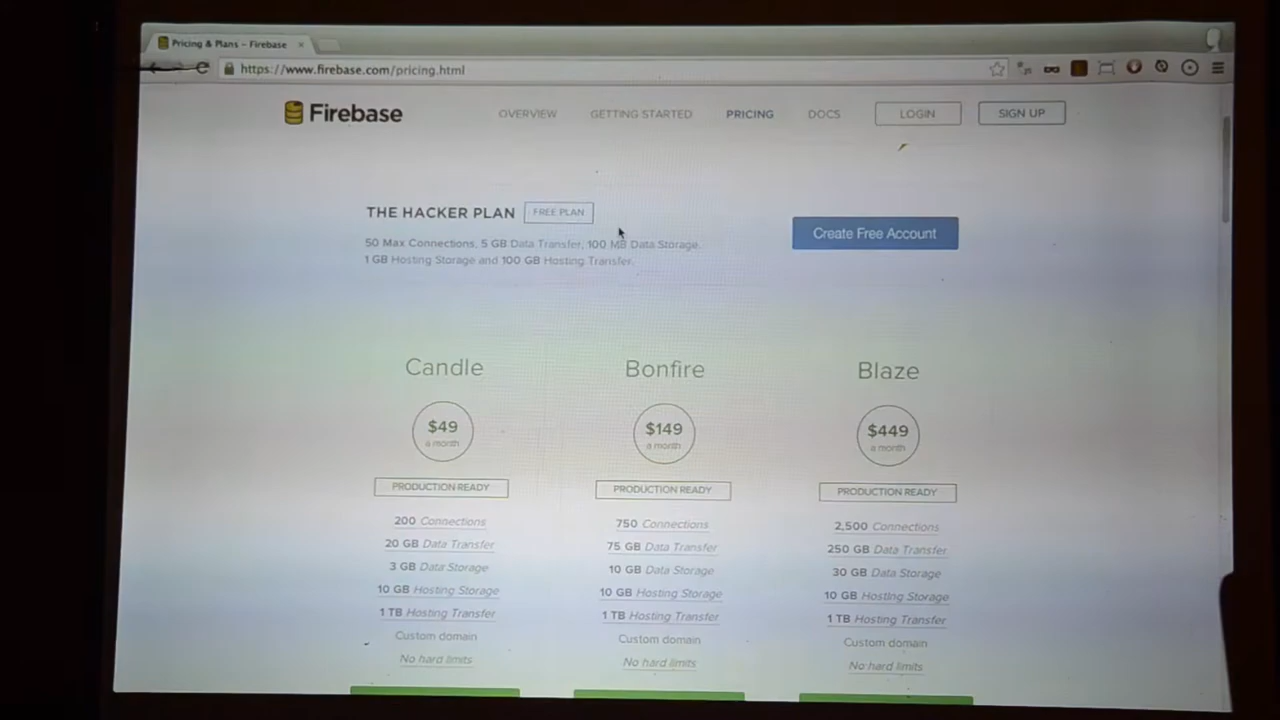 Pricing & Plans – Firebase
https://www.firebase.com/pricing.html
Firebase
OVERVIEW
GETTING STARTED
PRICING
DOCS
LOGIN
SIGN UP
THE HACKER PLAN
FREE PLAN
50 Max Connections, 5 GB Data Transfer, 100 MB Data Storage,
1 GB Hosting Storage and 100 GB Hosting Transfer.
Create Free Account
Candle
$49
a month
PRODUCTION READY
200 Connections
20 GB Data Transfer
3 GB Data Storage
10 GB Hosting Storage
1 TB Hosting Transfer
Custom domain
No hard limits
Bonfire
$149
a month
PRODUCTION READY
750 Connections
75 GB Data Transfer
10 GB Data Storage
10 GB Hosting Storage
1 TB Hosting Transfer
Custom domain
No hard limits
Blaze
$449
a month
PRODUCTION READY
2,500 Connections
250 GB Data Transfer
30 GB Data Storage
10 GB Hosting Storage
1 TB Hosting Transfer
Custom domain
No hard limits